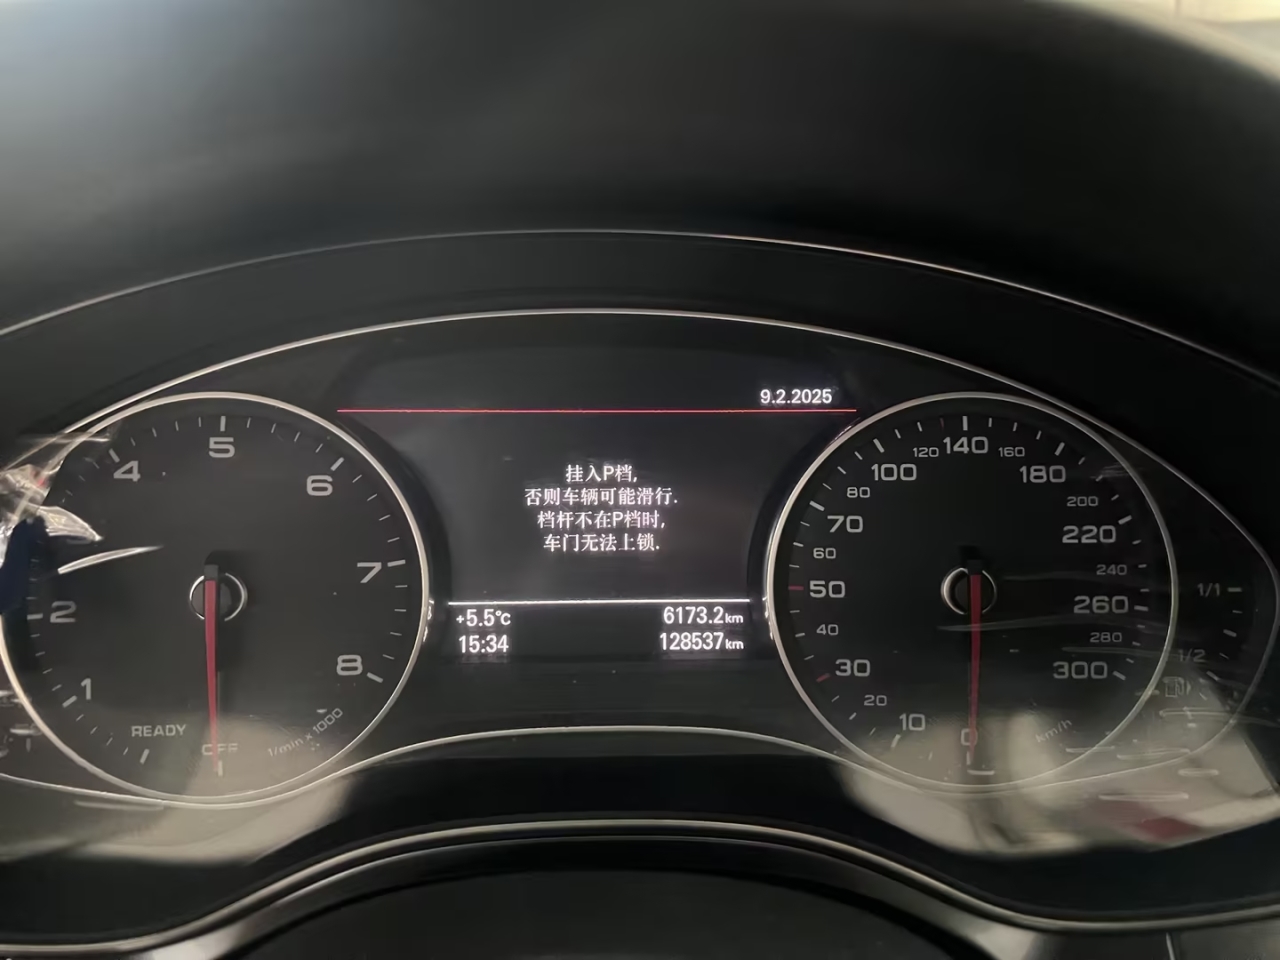 9.2.2025
挂入P档,
否则车辆可能滑行.
档杆不在P档时,
车门无法上锁.
+5.5°C 6173.2km
15:34 128537km
1 2 4 5 6 7 8
READY
OFF
1/min x 1000
0 10 20 30 40 50 60 70 80 100 120 140 160 180 200 220 240 260 280 300
km/h
1/1
1/2